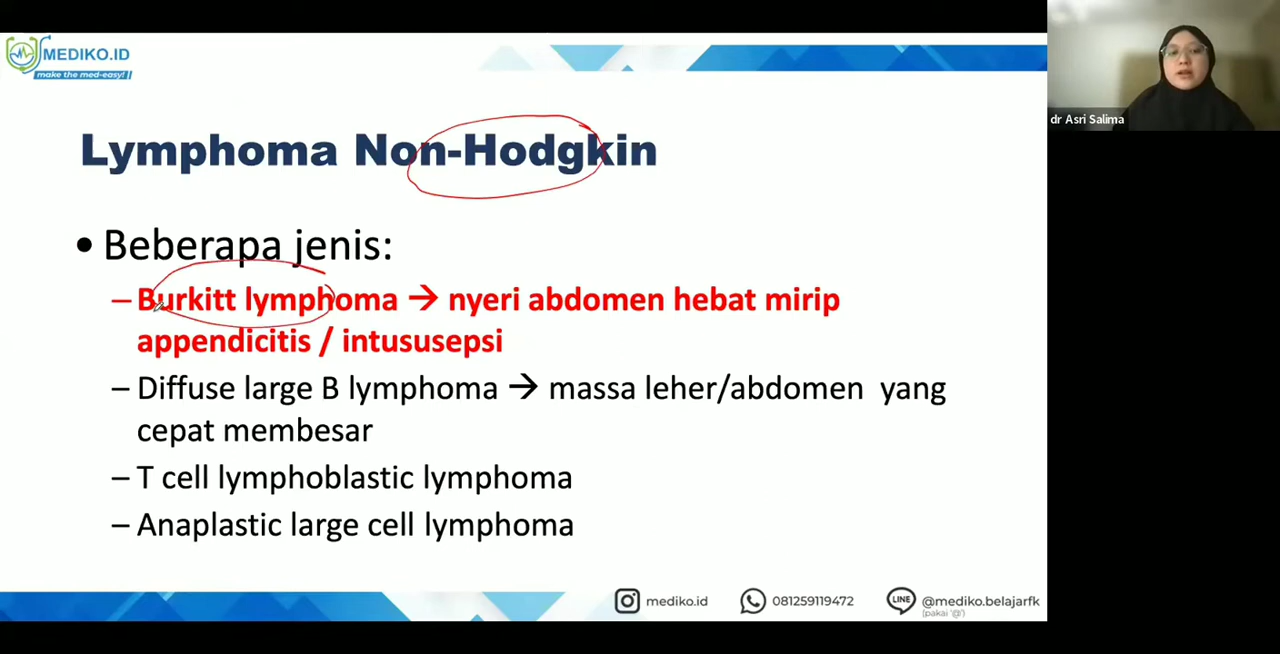 MEDIKO.ID
make the med-easy!
dr Asri Salima
Lymphoma Non-Hodgkin
• Beberapa jenis:
– Burkitt lymphoma → nyeri abdomen hebat mirip
appendicitis / intususepsi
– Diffuse large B lymphoma → massa leher/abdomen yang
cepat membesar
– T cell lymphoblastic lymphoma
– Anaplastic large cell lymphoma
mediko.id
081259119472
LINE
@mediko.belajarfk
(pakai '@')